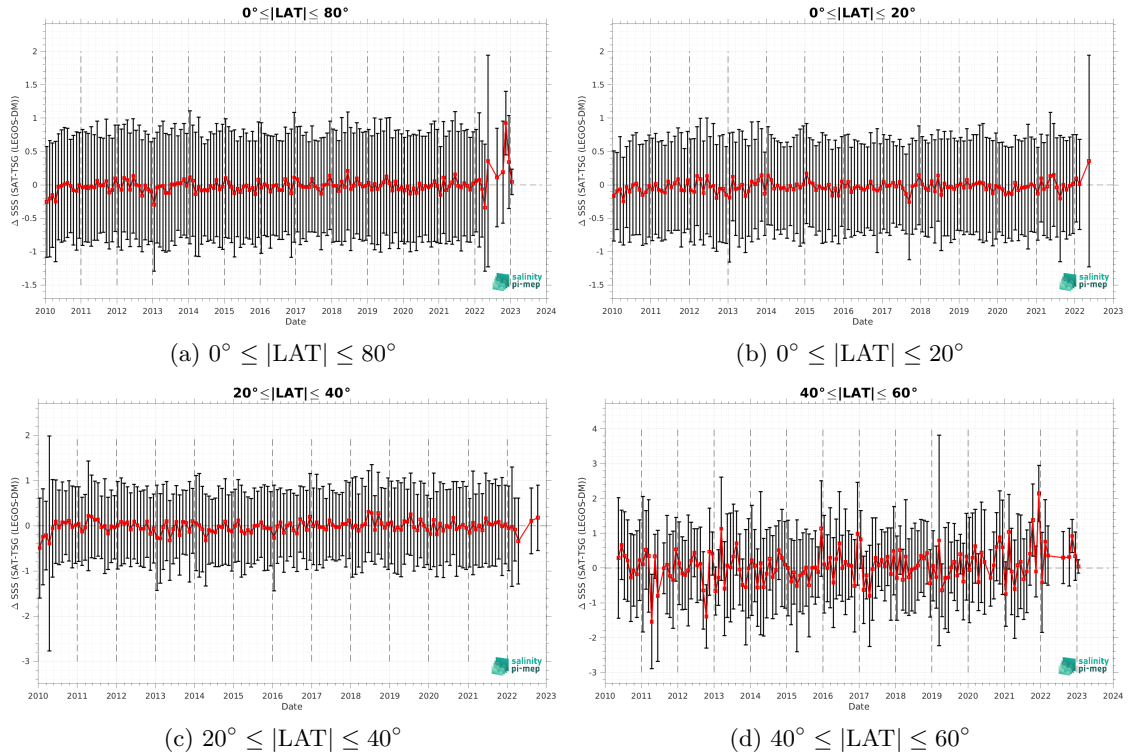 0°≤|LAT|≤ 80°
Δ SSS (SAT-TSG (LEGOS-DM))
2
1.5
1
0.5
0
-0.5
-1
-1.5
2010 2011 2012 2013 2014 2015 2016 2017 2018 2019 2020 2021 2022 2023 2024
Date
salinity
pi-mep
(a) 0° ≤ |LAT| ≤ 80°
0°≤|LAT|≤ 20°
Δ SSS (SAT-TSG (LEGOS-DM))
2
1.5
1
0.5
0
-0.5
-1
-1.5
2010 2011 2012 2013 2014 2015 2016 2017 2018 2019 2020 2021 2022 2023
Date
salinity
pi-mep
(b) 0° ≤ |LAT| ≤ 20°
20°≤|LAT|≤ 40°
Δ SSS (SAT-TSG (LEGOS-DM))
2
1
0
-1
-2
-3
2010 2011 2012 2013 2014 2015 2016 2017 2018 2019 2020 2021 2022 2023
Date
salinity
pi-mep
(c) 20° ≤ |LAT| ≤ 40°
40°≤|LAT|≤ 60°
Δ SSS (SAT-TSG (LEGOS-DM))
4
3
2
1
0
-1
-2
-3
2010 2011 2012 2013 2014 2015 2016 2017 2018 2019 2020 2021 2022 2023 2024
Date
salinity
pi-mep
(d) 40° ≤ |LAT| ≤ 60°